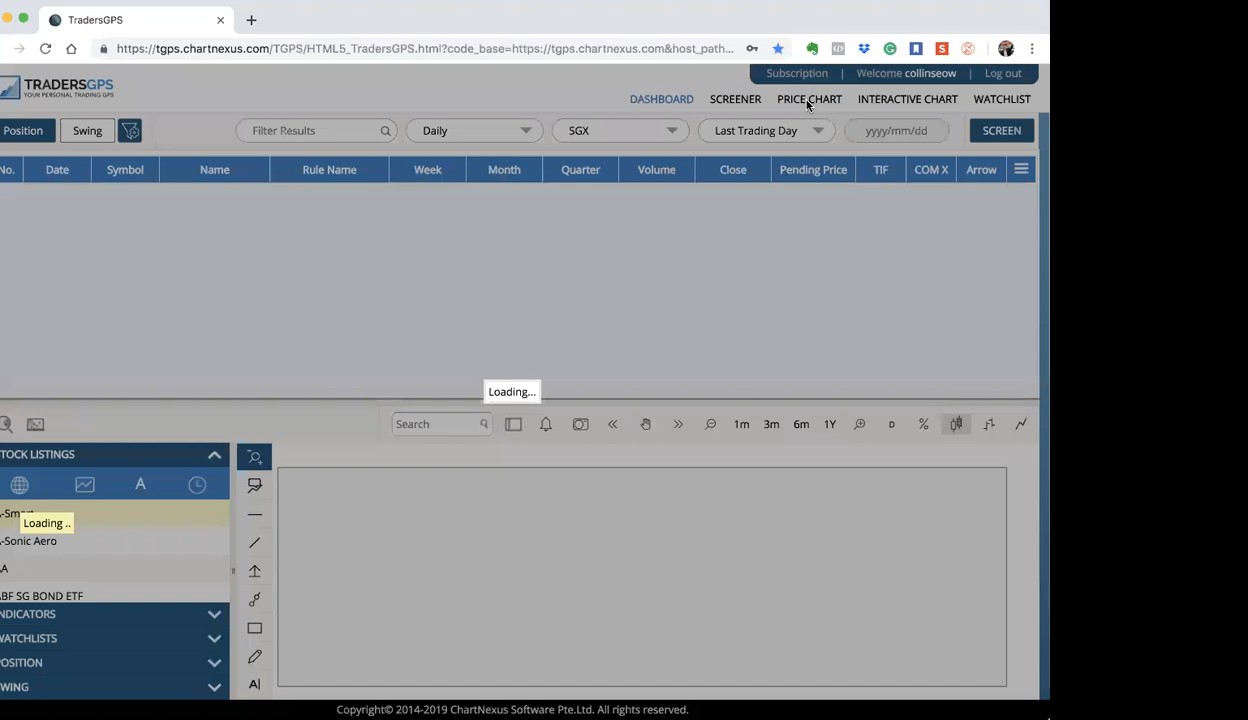 TradersGPS
https://tgps.chartnexus.com/TGPS/HTML5_TradersGPS.html?code_base=https://tgps.chartnexus.com&host_path...
Subscription | Welcome collinseow | Log out
TRADERSGPS
YOUR PERSONAL TRADING GPS
DASHBOARD SCREENER PRICE CHART INTERACTIVE CHART WATCHLIST
Position Swing Filter Results Daily SGX Last Trading Day yyyy/mm/dd SCREEN
No. Date Symbol Name Rule Name Week Month Quarter Volume Close Pending Price TIF COM X Arrow
Loading...
Search 1m 3m 6m 1Y D %
TOCK LISTINGS
A
-Smart
Loading ..
-Sonic Aero
A
BF SG BOND ETF
NDICATORS
WATCHLISTS
POSITION
WING
A|
Copyright© 2014-2019 ChartNexus Software Pte.Ltd. All rights reserved.